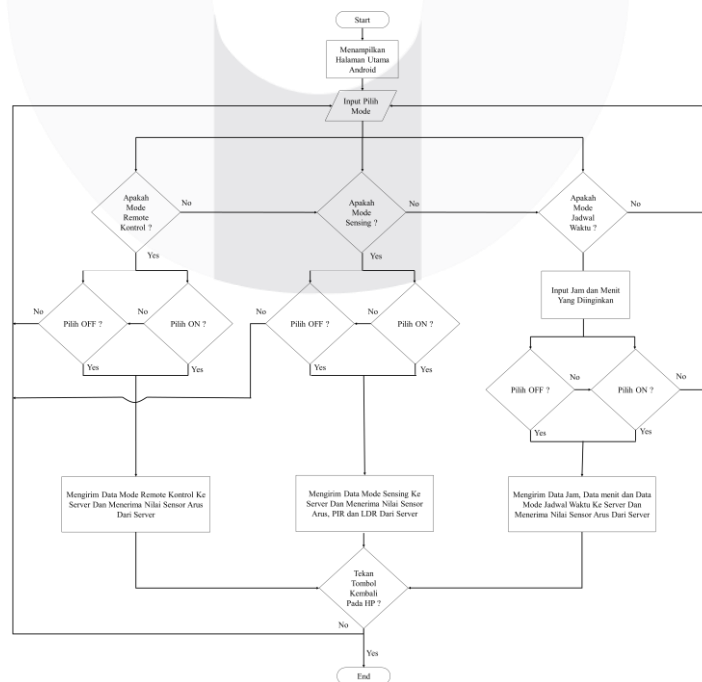 Start
Menampilkan
Halaman Utama
Android
Input Pilih
Mode
Apakah
Mode
Remote
Kontrol ?
No
Apakah
Mode
Sensing ?
No
Apakah
Mode
Jadwal
Waktu ?
No
Yes
Yes
Input Jam dan Menit
Yang Diinginkan
No
Pilih OFF ?
No
Pilih ON ?
No
Pilih OFF ?
No
Pilih ON ?
Yes
Yes
Yes
Yes
Pilih OFF ?
No
Pilih ON ?
No
Yes
Yes
Mengirim Data Mode Remote Kontrol Ke
Server Dan Menerima Nilai Sensor Arus
Dari Server
Mengirim Data Mode Sensing Ke
Server Dan Menerima Nilai Sensor
Arus, PIR dan LDR Dari Server
Mengirim Data Jam, Data menit dan Data
Mode Jadwal Waktu Ke Server Dan
Menerima Nilai Sensor Arus Dari Server
Tekan
Tombol
Kembali
Pada HP ?
No
Yes
End